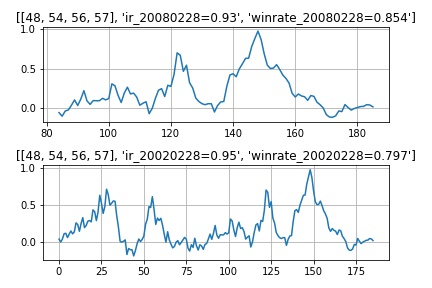 [[48, 54, 56, 57], 'ir_20080228=0.93', 'winrate_20080228=0.854']
1.0
0.5
0.0
80 100 120 140 160 180
[[48, 54, 56, 57], 'ir_20020228=0.95', 'winrate_20020228=0.797']
1.0
0.5
0.0
0 25 50 75 100 125 150 175